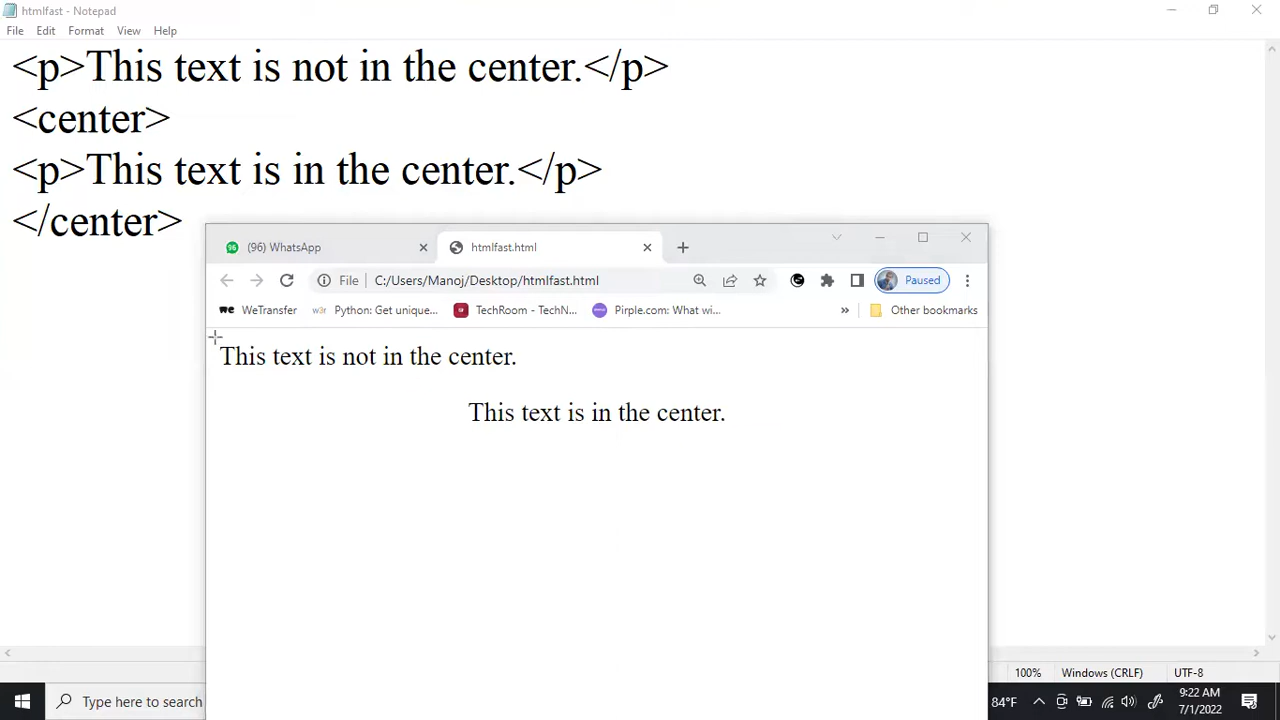 htmlfast - Notepad
File Edit Format View Help
<p>This text is not in the center.</p>
<center>
<p>This text is in the center.</p>
</center>
96 (96) WhatsApp
htmlfast.html
File C:/Users/Manoj/Desktop/htmlfast.html Paused
we WeTransfer w3r Python: Get unique... TechRoom - TechN... Pirple.com: What wi... » Other bookmarks
This text is not in the center.
This text is in the center.
100% Windows (CRLF) UTF-8
Type here to search 84°F 9:22 AM
7/1/2022